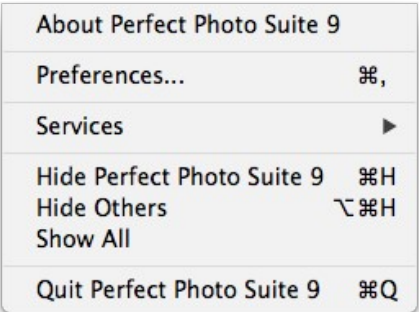 About Perfect Photo Suite 9
Preferences... ⌘,
Services ▶
Hide Perfect Photo Suite 9 ⌘H
Hide Others ⌥⌘H
Show All
Quit Perfect Photo Suite 9 ⌘Q